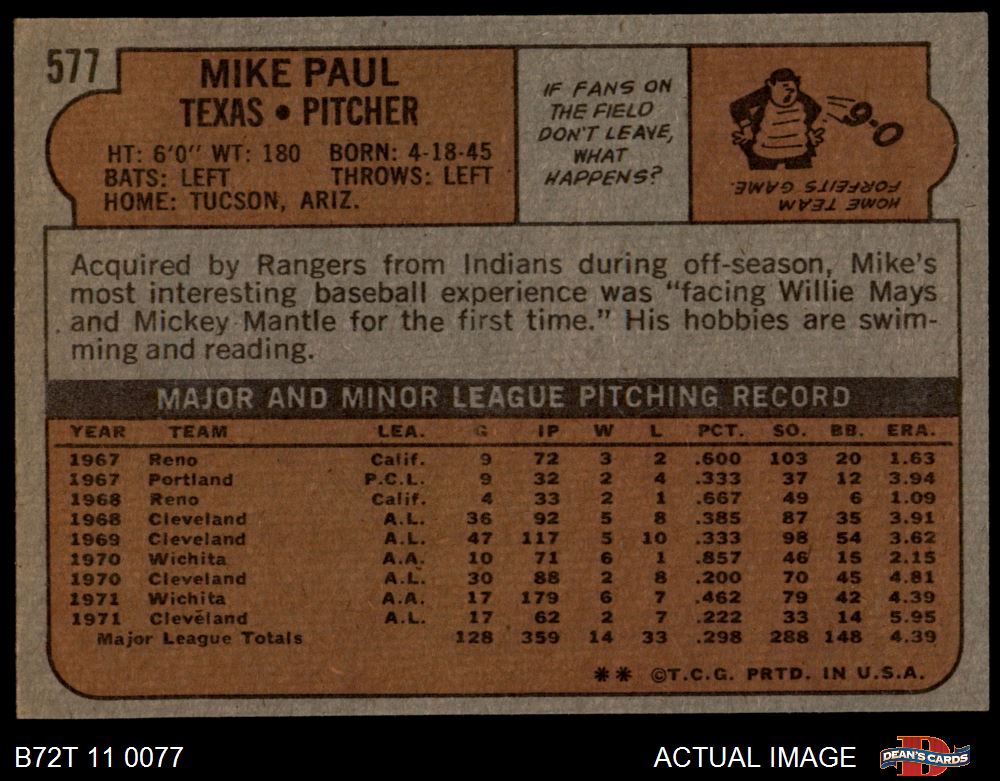 577
MIKE PAUL
TEXAS • PITCHER
HT: 6'0" WT: 180 BORN: 4-18-45
BATS: LEFT THROWS: LEFT
HOME: TUCSON, ARIZ.
IF FANS ON
THE FIELD
DON'T LEAVE,
WHAT
HAPPENS?
9-0
HOME TEAM
FORFEITS GAME.
Acquired by Rangers from Indians during off-season, Mike's
most interesting baseball experience was "facing Willie Mays
and Mickey Mantle for the first time." His hobbies are swim-
ming and reading.
MAJOR AND MINOR LEAGUE PITCHING RECORD
YEAR TEAM LEA. G IP W L PCT. SO. BB. ERA.
1967 Reno Calif. 9 72 3 2 .600 103 20 1.63
1967 Portland P.C.L. 9 32 2 4 .333 37 12 3.94
1968 Reno Calif. 4 33 2 1 .667 49 6 1.09
1968 Cleveland A.L. 36 92 5 8 .385 87 35 3.91
1969 Cleveland A.L. 47 117 5 10 .333 98 54 3.62
1970 Wichita A.A. 10 71 6 1 .857 46 15 2.15
1970 Cleveland A.L. 30 88 2 8 .200 70 45 4.81
1971 Wichita A.A. 17 179 6 7 .462 79 42 4.39
1971 Cleveland A.L. 17 62 2 7 .222 33 14 5.95
Major League Totals 128 359 14 33 .298 288 148 4.39
** ©T.C.G. PRTD. IN U.S.A.
B72T 11 0077
ACTUAL IMAGE
DEAN'S CARDS